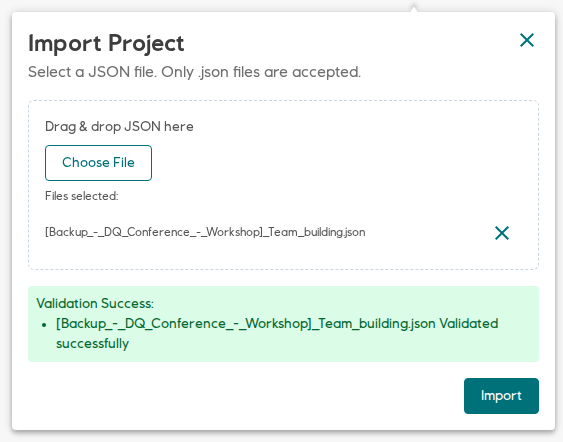 Import Project
Select a JSON file. Only .json files are accepted.
Drag & drop JSON here
Choose File
Files selected:
[Backup_-_DQ_Conference_-_Workshop]_Team_building.json
Validation Success:
• [Backup_-_DQ_Conference_-_Workshop]_Team_building.json Validated
successfully
Import